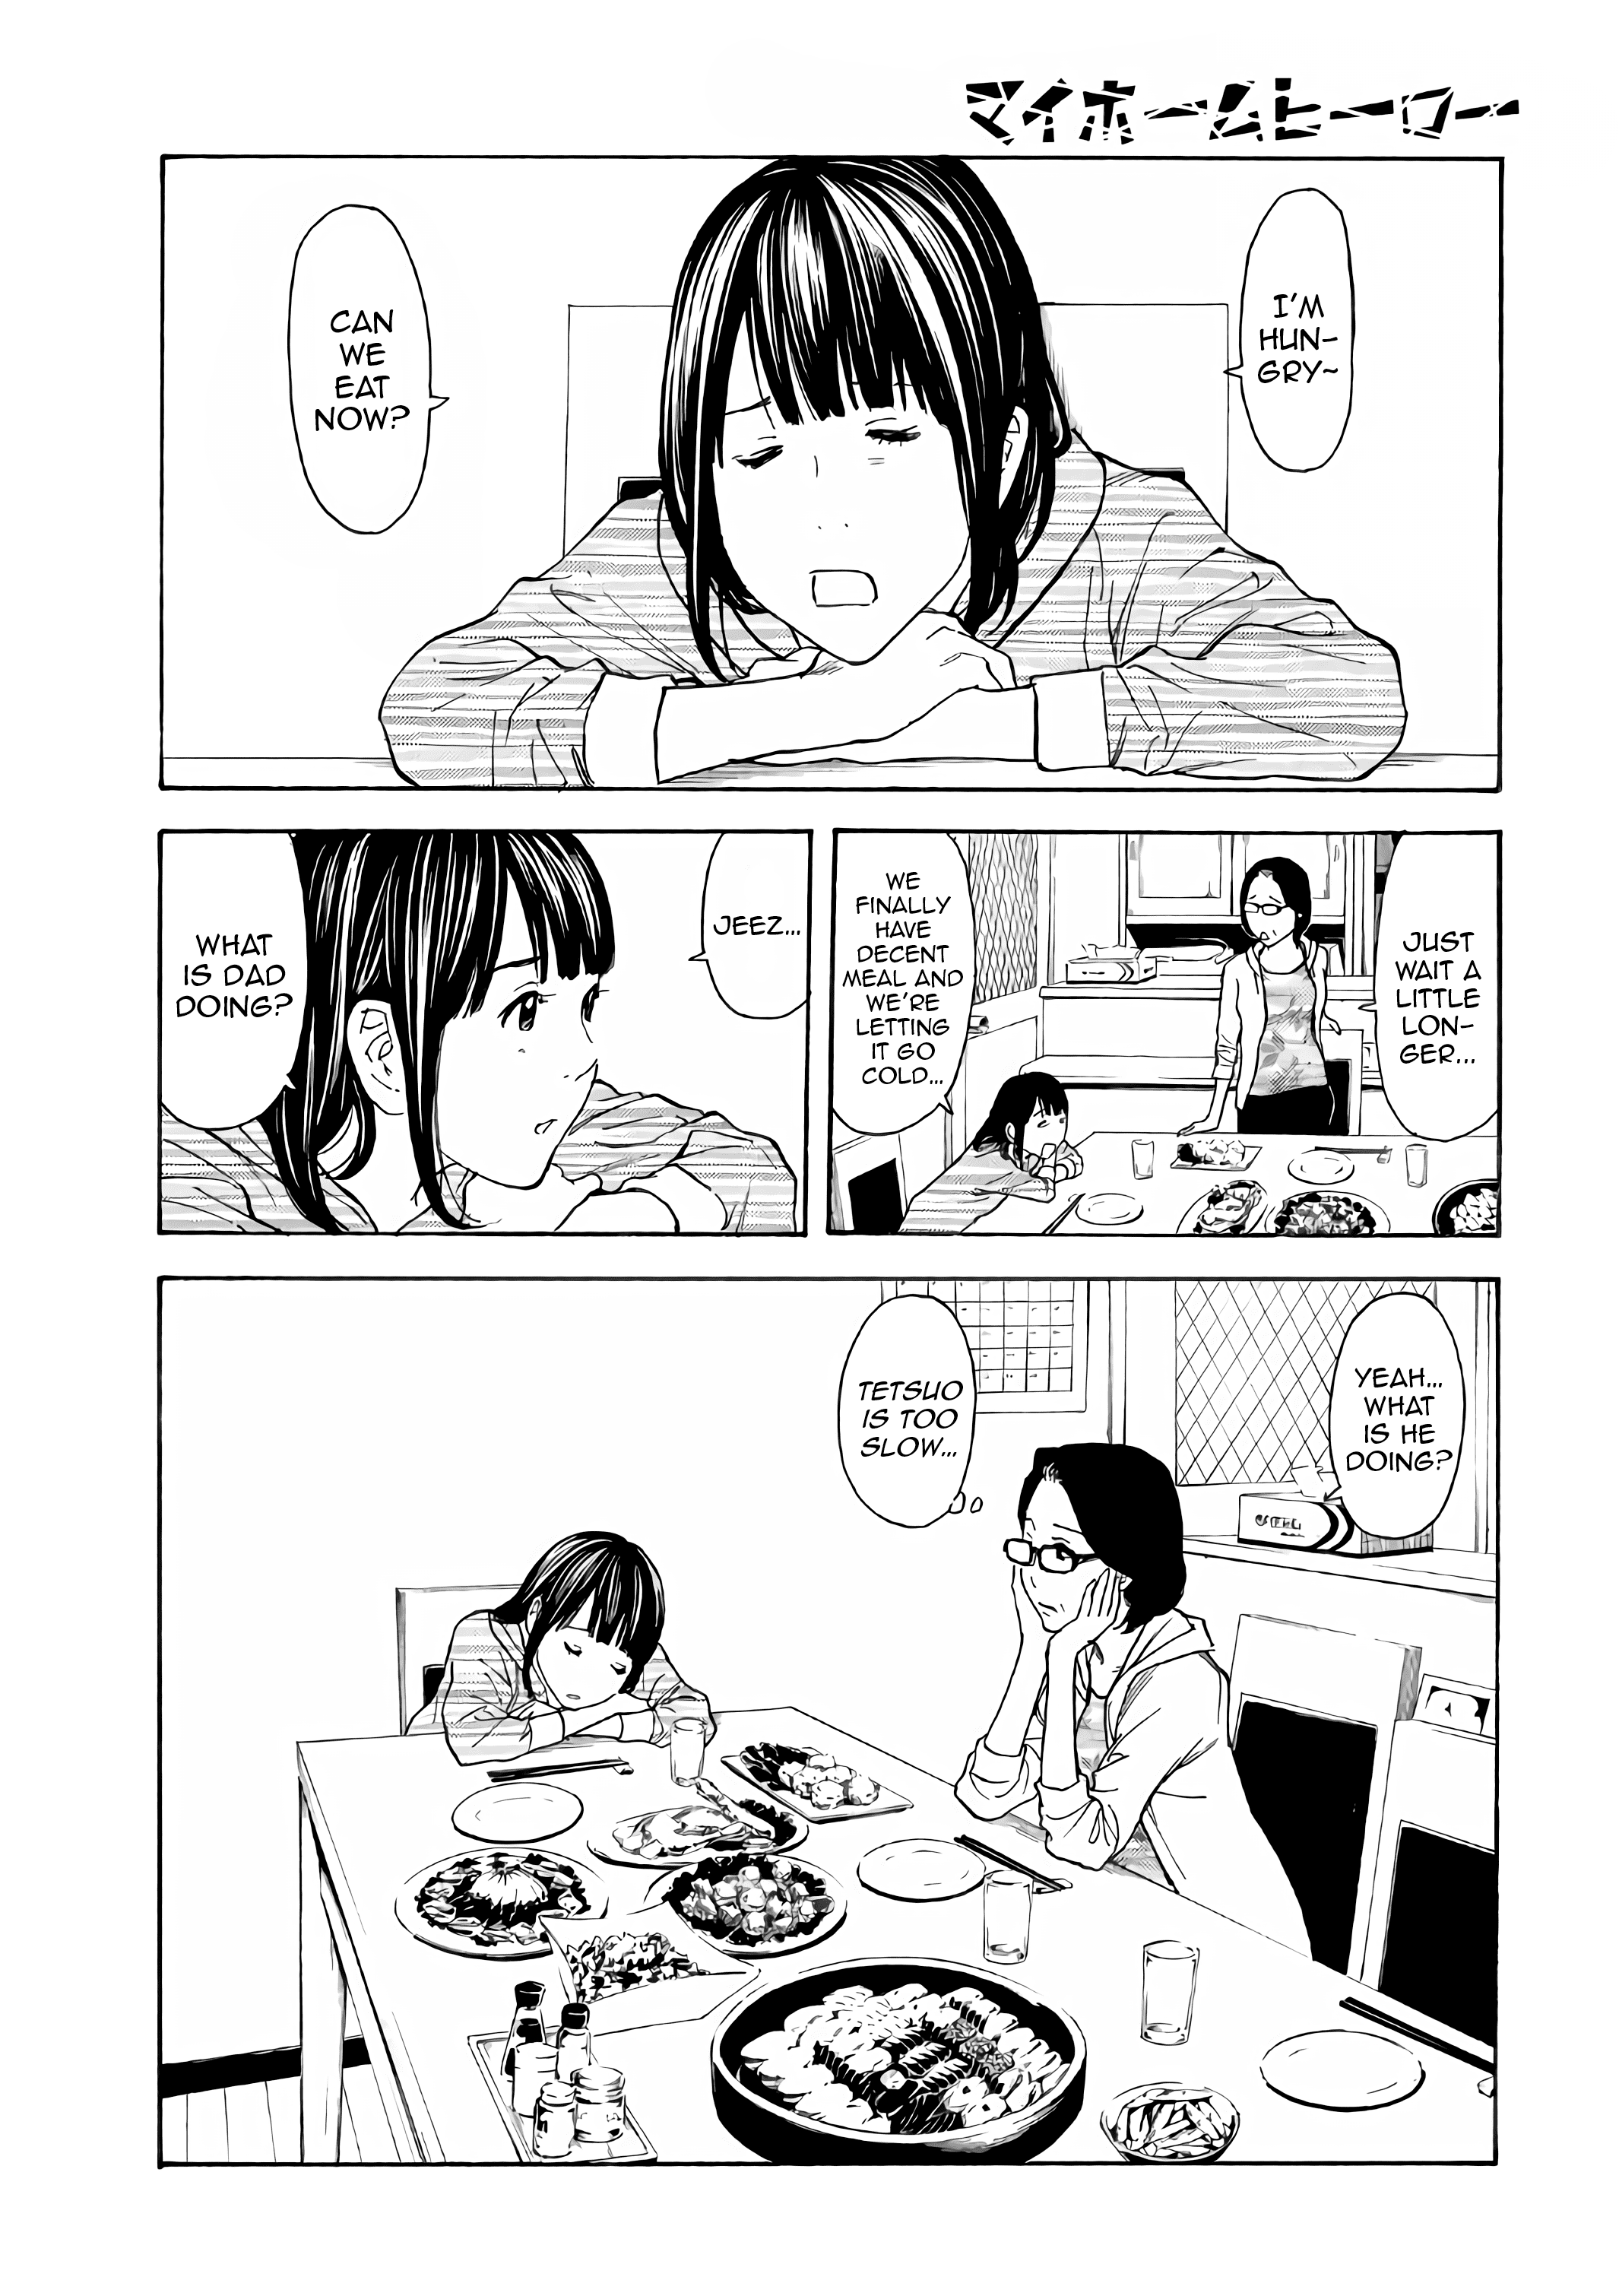 マイホームヒーロー
I'M
HUN-
GRY~
CAN
WE
EAT
NOW?
JUST
WAIT A
LITTLE
LON-
GER...
WE
FINALLY
HAVE
DECENT
MEAL AND
WE'RE
LETTING
IT GO
COLD...
JEEZ...
WHAT
IS DAD
DOING?
YEAH...
WHAT
IS HE
DOING?
TETSUO
IS TOO
SLOW...